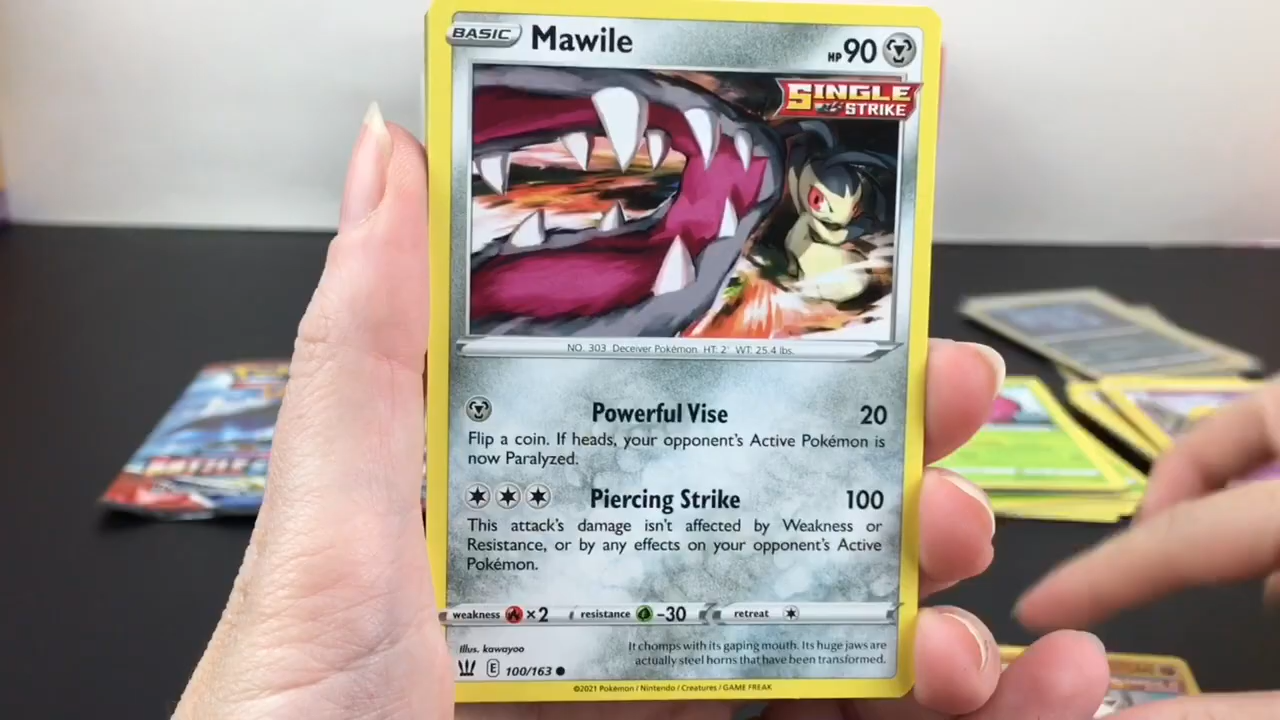 BASIC Mawile HP 90
SINGLE
STRIKE
NO. 303 Deceiver Pokémon. HT: 2' WT: 25.4 lbs.
Powerful Vise 20
Flip a coin. If heads, your opponent's Active Pokémon is
now Paralyzed.
Piercing Strike 100
This attack's damage isn't affected by Weakness or
Resistance, or by any effects on your opponent's Active
Pokémon.
weakness ×2 resistance -30 retreat
Illus. kawayoo
It chomps with its gaping mouth. Its huge jaws are
actually steel horns that have been transformed.
E 100/163
©2021 Pokémon / Nintendo / Creatures / GAME FREAK